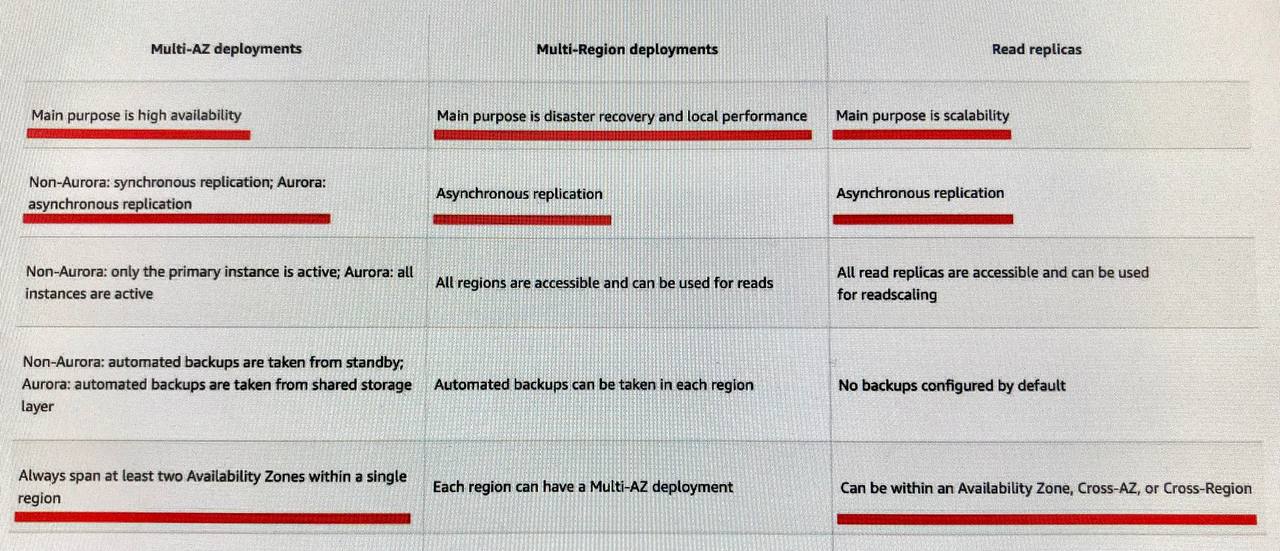 Multi-AZ deployments
Multi-Region deployments
Read replicas
Main purpose is high availability
Main purpose is disaster recovery and local performance
Main purpose is scalability
Non-Aurora: synchronous replication; Aurora:
asynchronous replication
Asynchronous replication
Asynchronous replication
Non-Aurora: only the primary instance is active; Aurora: all
instances are active
All regions are accessible and can be used for reads
All read replicas are accessible and can be used
for readscaling
Non-Aurora: automated backups are taken from standby;
Aurora: automated backups are taken from shared storage
layer
Automated backups can be taken in each region
No backups configured by default
Always span at least two Availability Zones within a single
region
Each region can have a Multi-AZ deployment
Can be within an Availability Zone, Cross-AZ, or Cross-Region